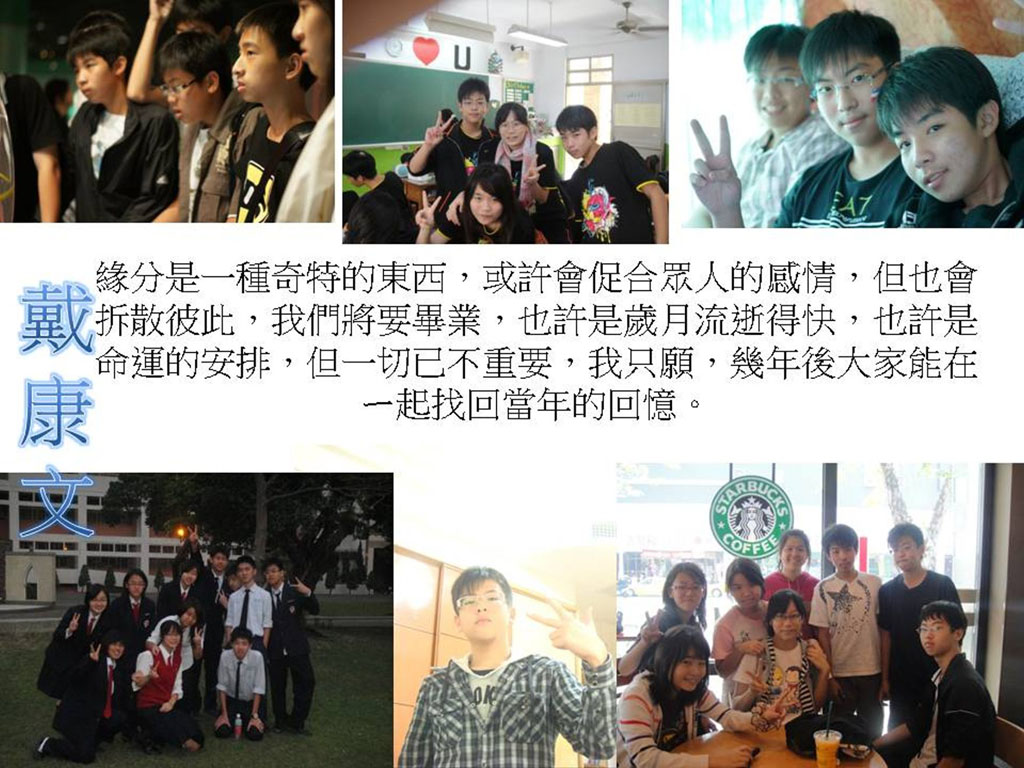 U
戴康文
緣分是一種奇特的東西，或許會促合眾人的感情，但也會
拆散彼此，我們將要畢業，也許是歲月流逝得快，也許是
命運的安排，但一切已不重要，我只願，幾年後大家能在
一起找回當年的回憶。
STARBUCKS
COFFEE